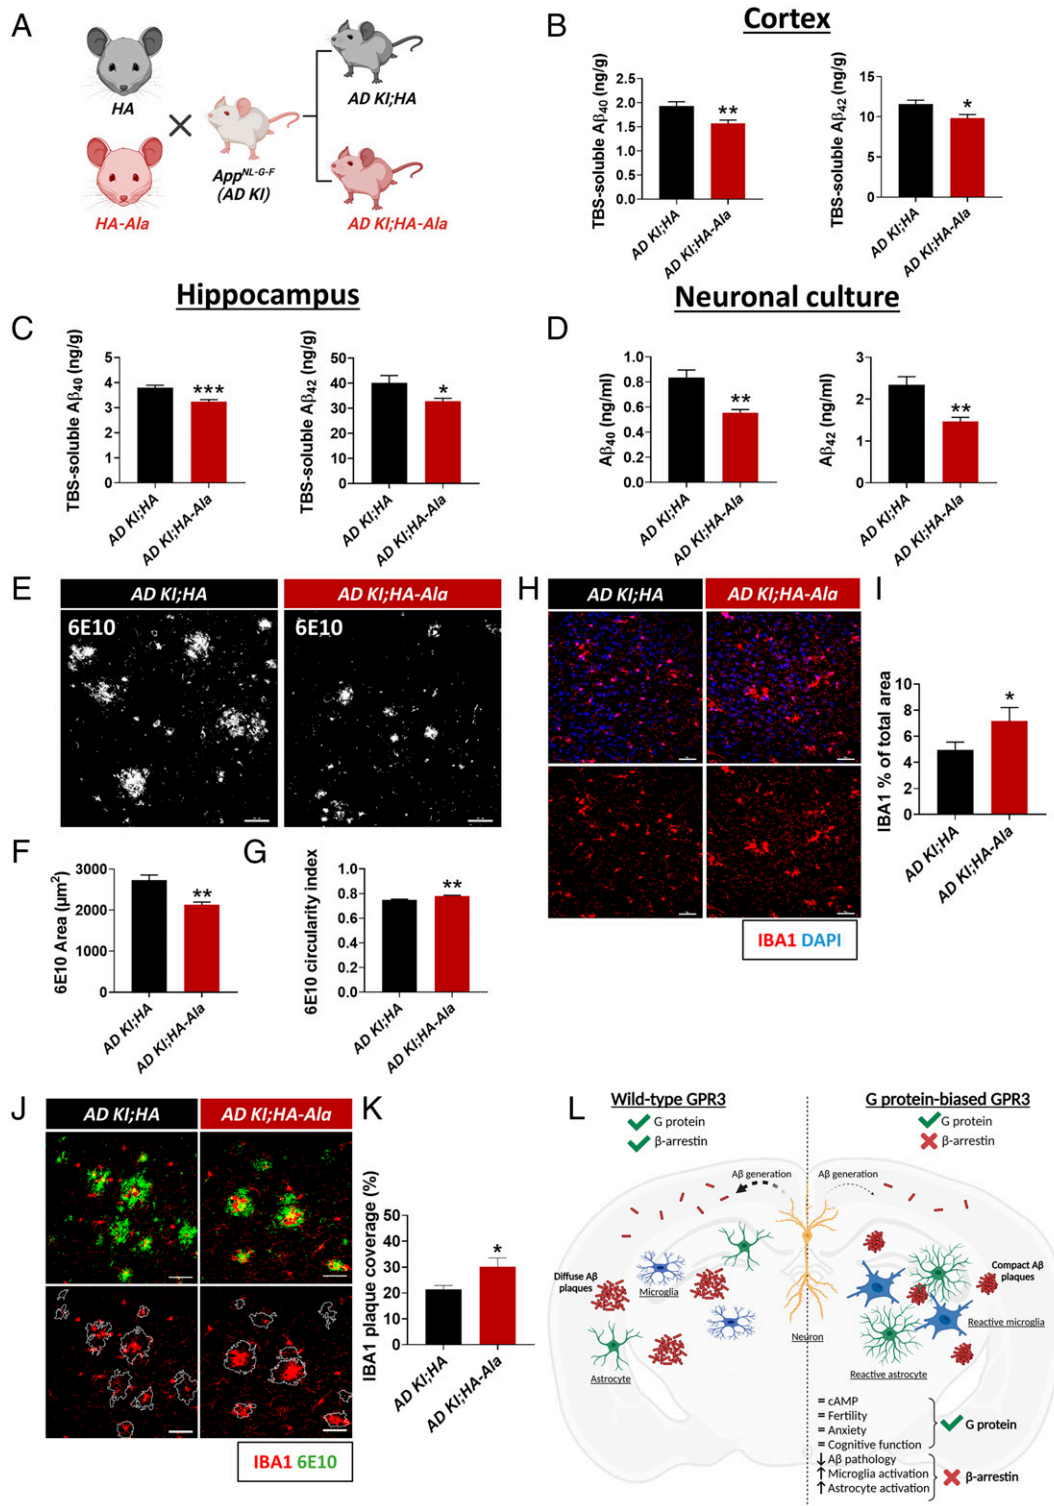 A
HA
HA-Ala
App^NL-G-F
(AD KI)
AD KI;HA
AD KI;HA-Ala
B
Cortex
TBS-soluble Aβ40 (ng/g)
2.5
2.0
1.5
1.0
0.5
0.0
**
AD KI;HA
AD KI;HA-Ala
TBS-soluble Aβ42 (ng/g)
15
10
5
0
*
AD KI;HA
AD KI;HA-Ala
Hippocampus
C
TBS-soluble Aβ40 (ng/g)
5
4
3
2
1
0
***
AD KI;HA
AD KI;HA-Ala
TBS-soluble Aβ42 (ng/g)
50
40
30
20
10
0
*
AD KI;HA
AD KI;HA-Ala
Neuronal culture
D
Aβ40 (ng/ml)
1.0
0.8
0.6
0.4
0.2
0.0
**
AD KI;HA
AD KI;HA-Ala
Aβ42 (ng/ml)
3
2
1
0
**
AD KI;HA
AD KI;HA-Ala
E
AD KI;HA
AD KI;HA-Ala
6E10
6E10
F
6E10 Area (µm²)
3000
2000
1000
0
**
AD KI;HA
AD KI;HA-Ala
G
6E10 circularity index
1.0
0.8
0.6
0.4
0.2
0.0
**
AD KI;HA
AD KI;HA-Ala
H
AD KI;HA
AD KI;HA-Ala
IBA1 DAPI
I
IBA1 % of total area
10
8
6
4
2
0
*
AD KI;HA
AD KI;HA-Ala
J
AD KI;HA
AD KI;HA-Ala
IBA1 6E10
K
IBA1 plaque coverage (%)
50
40
30
20
10
0
*
AD KI;HA
AD KI;HA-Ala
L
Wild-type GPR3
G protein
β-arrestin
G protein-biased GPR3
G protein
β-arrestin
Aβ generation
Aβ generation
Diffuse Aβ
plaques
Microglia
Astrocyte
Neuron
Compact Aβ
plaques
Reactive microglia
Reactive astrocyte
= cAMP
= Fertility
= Anxiety
= Cognitive function
G protein
↓ Aβ pathology
↑ Microglia activation
↑ Astrocyte activation
β-arrestin